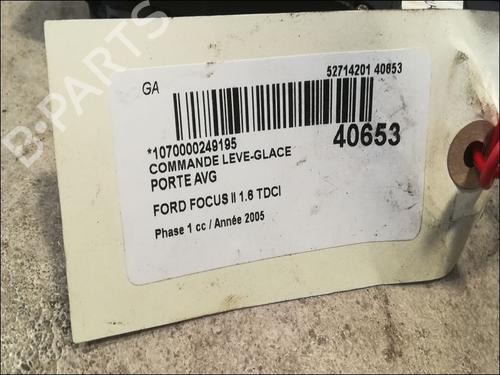 B-PARTS
GA
52714201 40653
*1070000249195
40653
COMMANDE LEVE-GLACE
PORTE AVG
FORD FOCUS II 1.6 TDCI
Phase 1 cc / Année 2005